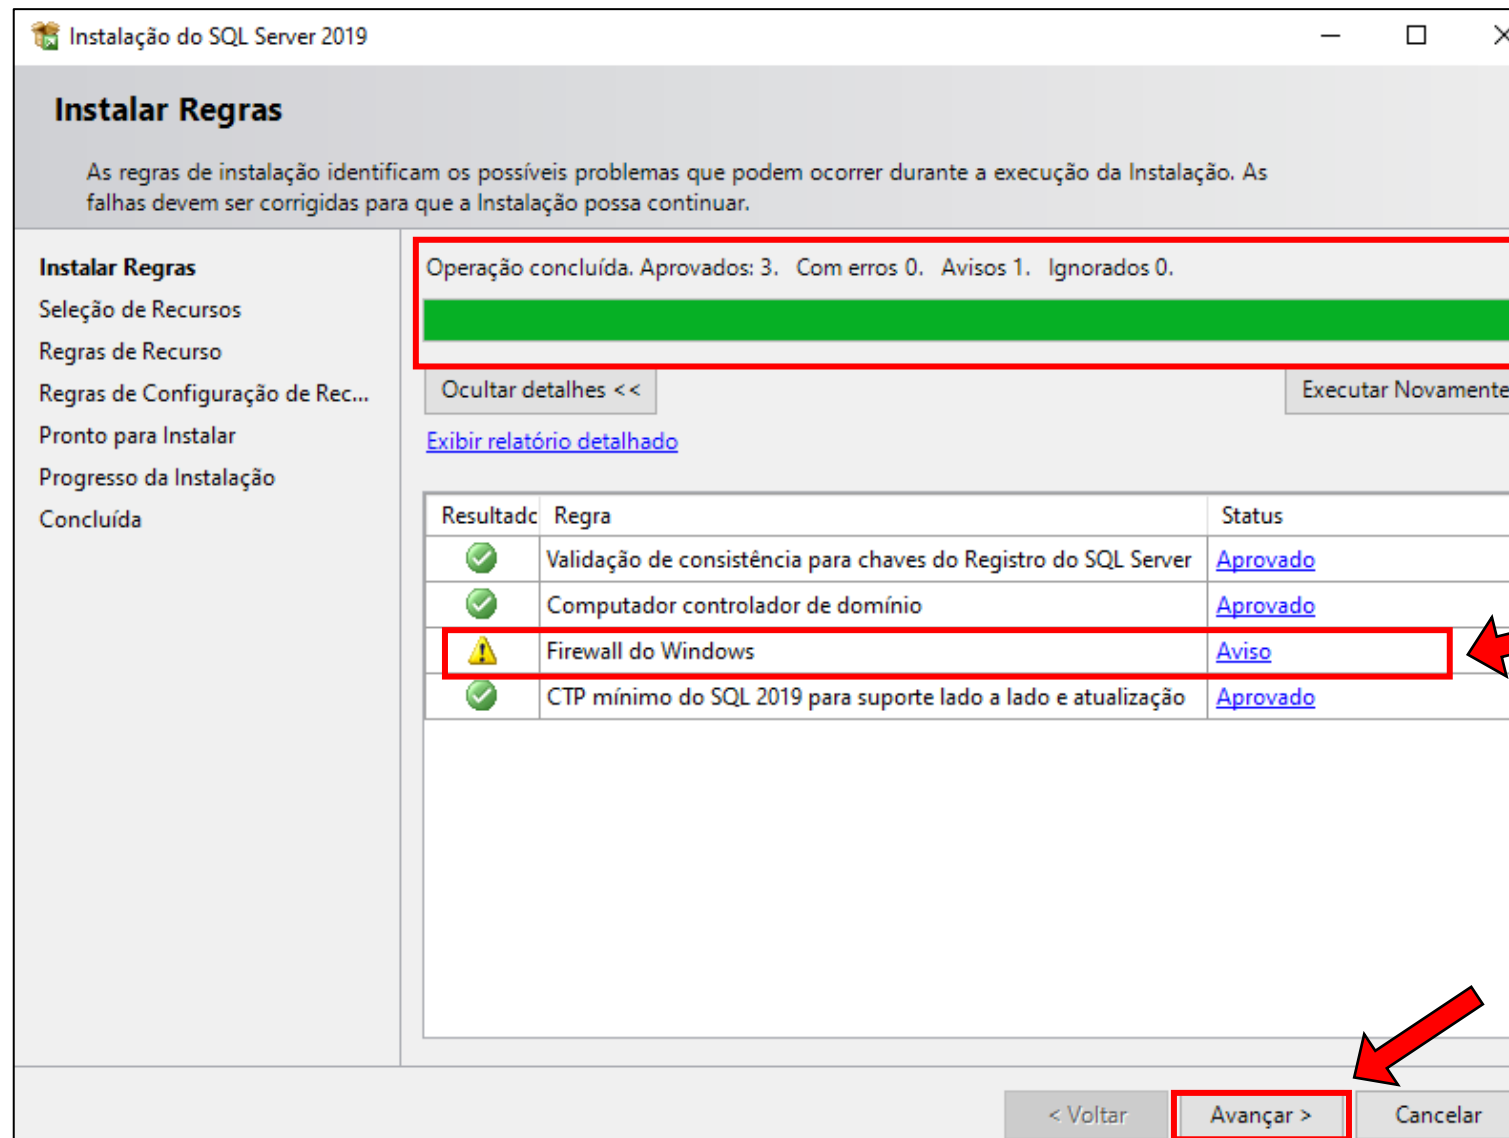 Instalação do SQL Server 2019
Instalar Regras
As regras de instalação identificam os possíveis problemas que podem ocorrer durante a execução da Instalação. As
falhas devem ser corrigidas para que a Instalação possa continuar.
Instalar Regras
Seleção de Recursos
Regras de Recurso
Regras de Configuração de Rec...
Pronto para Instalar
Progresso da Instalação
Concluída
Operação concluída. Aprovados: 3. Com erros 0. Avisos 1. Ignorados 0.
Ocultar detalhes <<
Executar Novamente
Exibir relatório detalhado
Resultado Regra Status
Validação de consistência para chaves do Registro do SQL Server Aprovado
Computador controlador de domínio Aprovado
Firewall do Windows Aviso
CTP mínimo do SQL 2019 para suporte lado a lado e atualização Aprovado
< Voltar Avançar > Cancelar